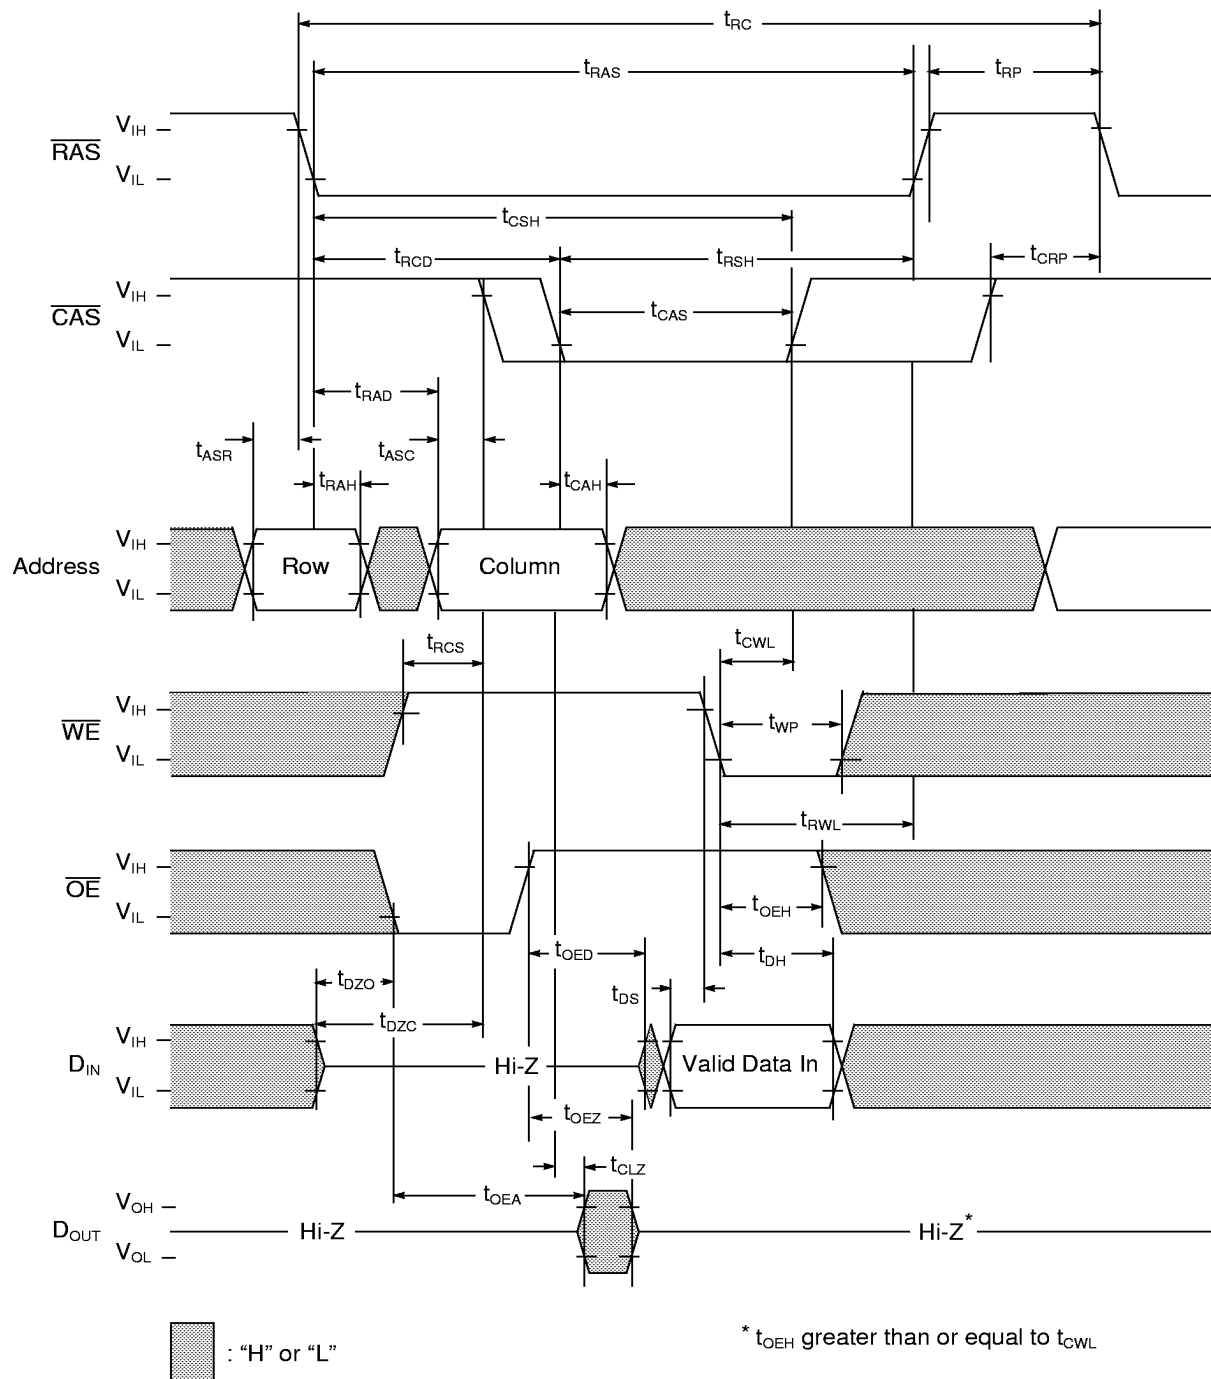 tRC
tRAS
tRP
RAS
VIH
VIL
tCSH
tRCD
tRSH
tCRP
CAS
VIH
VIL
tCAS
tRAD
tASR
tASC
tRAH
tCAH
Address
VIH
VIL
Row
Column
tRCS
tCWL
WE
VIH
VIL
tWP
tRWL
OE
VIH
VIL
tOEH
tOED
tDH
tDZO
tDS
tDZC
DIN
VIH
VIL
Hi-Z
Valid Data In
tOEZ
tCLZ
tOEA
DOUT
VOH
VOL
Hi-Z
Hi-Z*
: “H” or “L”
* tOEH greater than or equal to tCWL